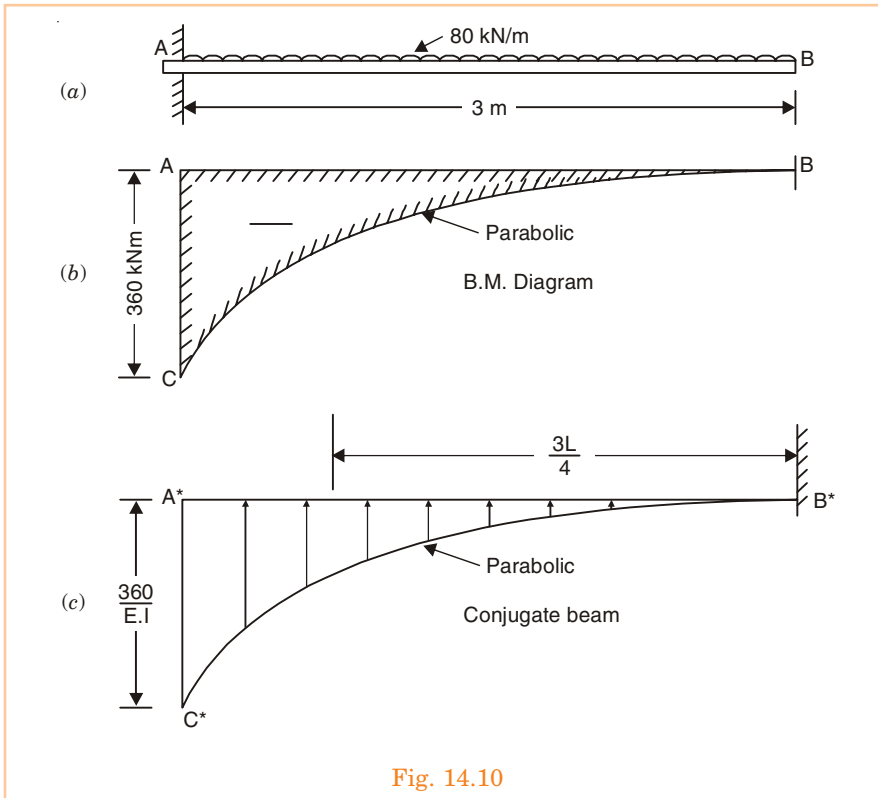 80 kN/m
A
B
(a)
3 m
A
B
360 kNm
Parabolic
(b)
B.M. Diagram
C
3L
4
A*
B*
360
E.I
Parabolic
(c)
Conjugate beam
C*
Fig. 14.10